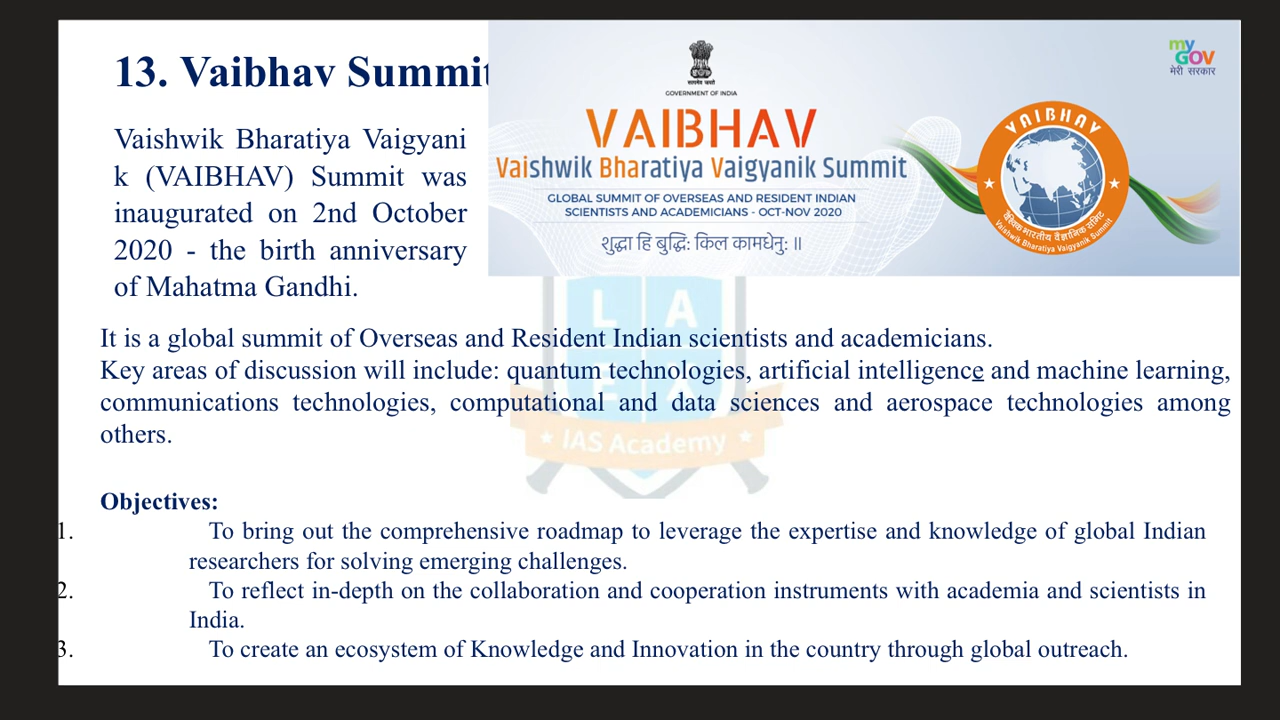 13. Vaibhav Summit
Vaishwik Bharatiya Vaigyani
k (VAIBHAV) Summit was
inaugurated on 2nd October
2020 - the birth anniversary
of Mahatma Gandhi.
सत्यमेव जयते
GOVERNMENT OF INDIA
VAIBHAV
Vaishwik Bharatiya Vaigyanik Summit
GLOBAL SUMMIT OF OVERSEAS AND RESIDENT INDIAN
SCIENTISTS AND ACADEMICIANS - OCT-NOV 2020
शुद्धा हि बुद्धि: किल कामधेनु: ॥
my
GOV
मेरी सरकार
VAIBHAV
वैश्विक भारतीय वैज्ञानिक समिट
Vaishwik Bharatiya Vaigyanik Summit
L A
E X
It is a global summit of Overseas and Resident Indian scientists and academicians.
Key areas of discussion will include: quantum technologies, artificial intelligence and machine learning,
communications technologies, computational and data sciences and aerospace technologies among
others.
IAS Academy
Objectives:
1. To bring out the comprehensive roadmap to leverage the expertise and knowledge of global Indian
researchers for solving emerging challenges.
2. To reflect in-depth on the collaboration and cooperation instruments with academia and scientists in
India.
3. To create an ecosystem of Knowledge and Innovation in the country through global outreach.